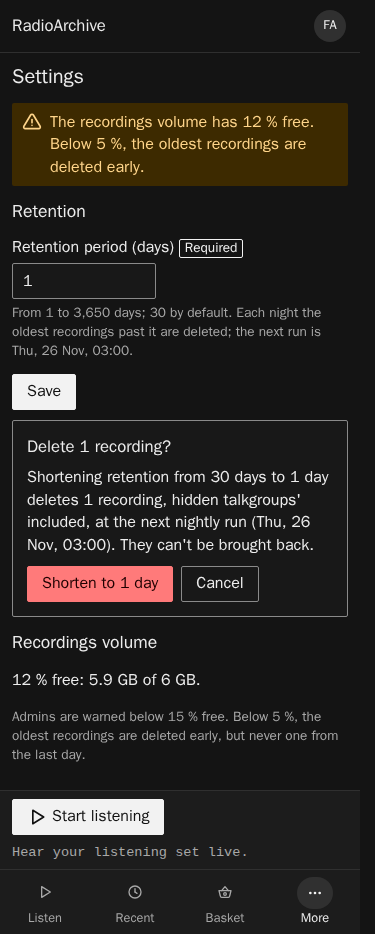 RadioArchive
FA
Settings
The recordings volume has 12 % free.
Below 5 %, the oldest recordings are
deleted early.
Retention
Retention period (days) Required
1
From 1 to 3,650 days; 30 by default. Each night the
oldest recordings past it are deleted; the next run is
Thu, 26 Nov, 03:00.
Save
Delete 1 recording?
Shortening retention from 30 days to 1 day
deletes 1 recording, hidden talkgroups'
included, at the next nightly run (Thu, 26
Nov, 03:00). They can't be brought back.
Shorten to 1 day
Cancel
Recordings volume
12 % free: 5.9 GB of 6 GB.
Admins are warned below 15 % free. Below 5 %, the
oldest recordings are deleted early, but never one from
the last day.
Start listening
Hear your listening set live.
Listen
Recent
Basket
More